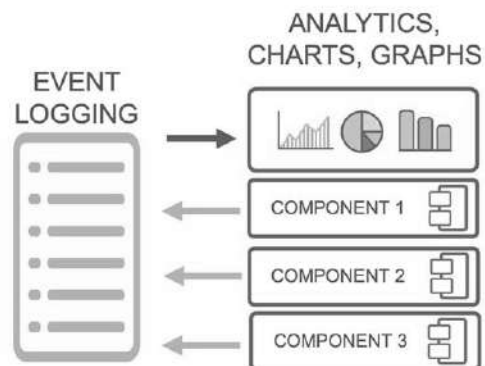 EVENT
LOGGING
ANALYTICS,
CHARTS, GRAPHS
COMPONENT 1
COMPONENT 2
COMPONENT 3